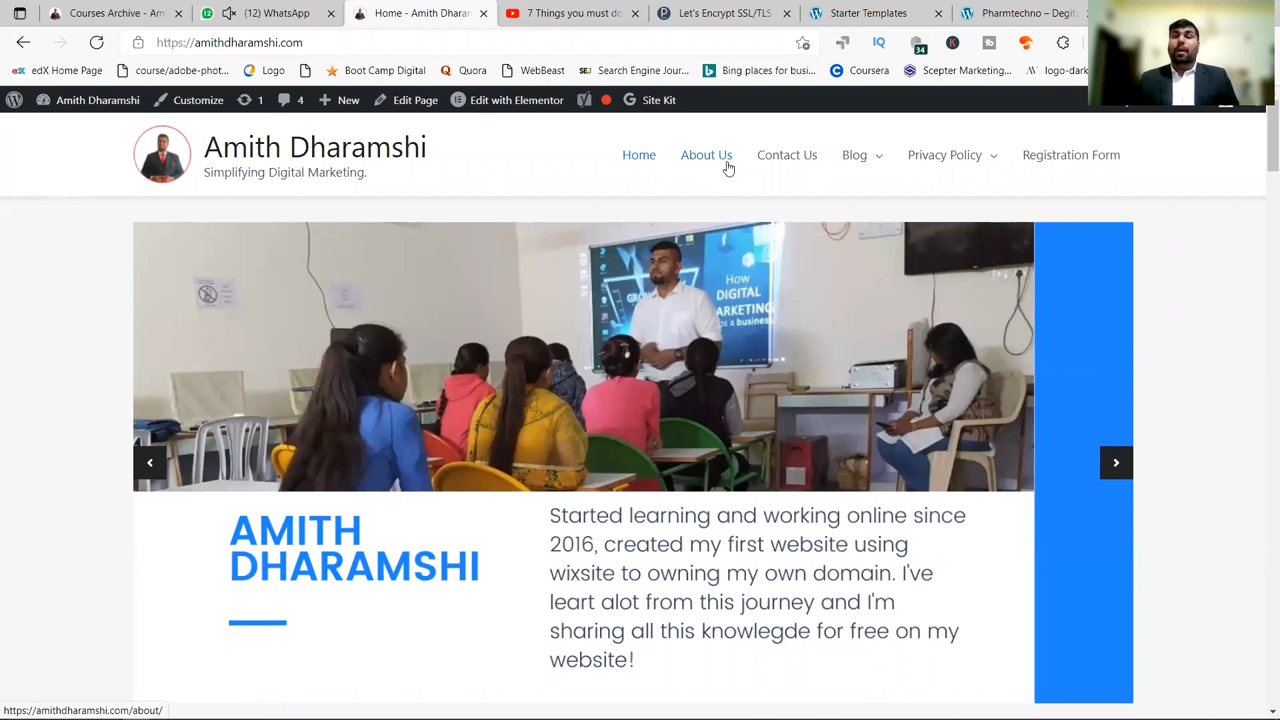 Courses Archive - Am
(12) WhatsApp
Home - Amith Dharam
7 Things you must do
Let's Encrypt SSL/TLS
Starter Templates
Pharmtechno – Degit
https://amithdharamshi.com
IQ
34
K
tb
edX Home Page
course/adobe-phot...
Logo
Boot Camp Digital
Quora
WebBeast
SEJ
Search Engine Jour...
Bing places for busi...
Coursera
Scepter Marketing...
logo-dark
Amith Dharamshi
Customize
1
4
New
Edit Page
Edit with Elementor
Site Kit
Amith Dharamshi
Simplifying Digital Marketing.
Home
About Us
Contact Us
Blog
Privacy Policy
Registration Form
How
DIGITAL
MARKETING
s a business
AMITH
DHARAMSHI
Started learning and working online since
2016, created my first website using
wixsite to owning my own domain. I've
leart alot from this journey and I'm
sharing all this knowlegde for free on my
website!
https://amithdharamshi.com/about/